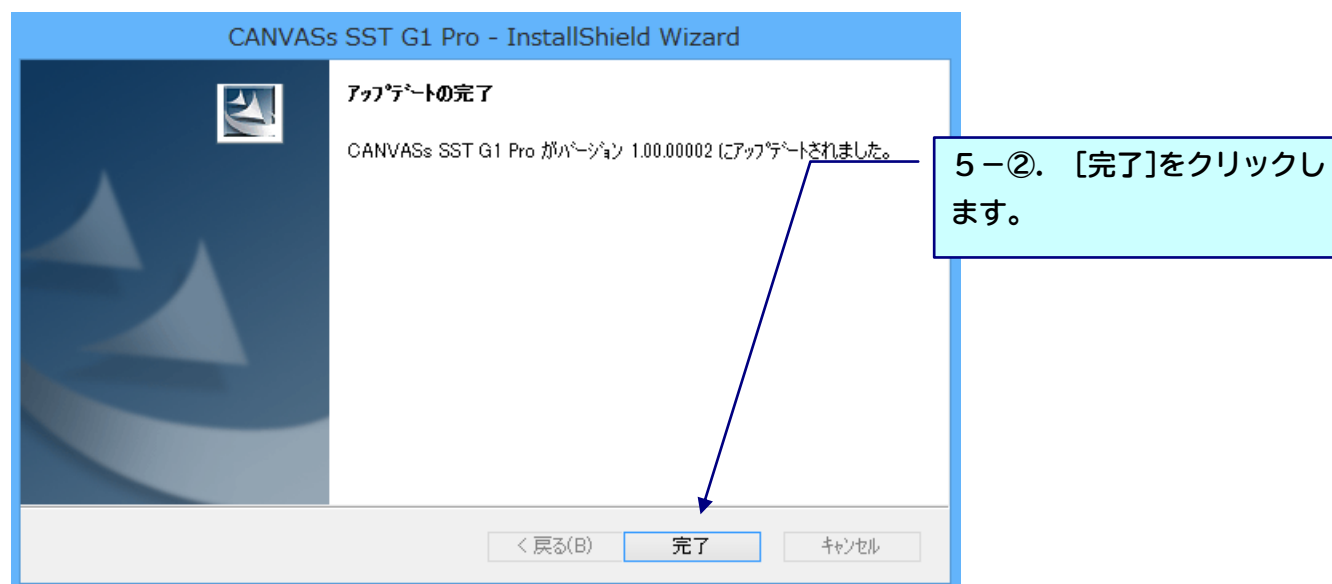 CANVASs SST G1 Pro - InstallShield Wizard
アップデートの完了
CANVASs SST G1 Pro がバージョン 1.00.00002 にアップデートされました。
５－②． [完了]をクリックし
ます。
< 戻る(B)
完了
キャンセル